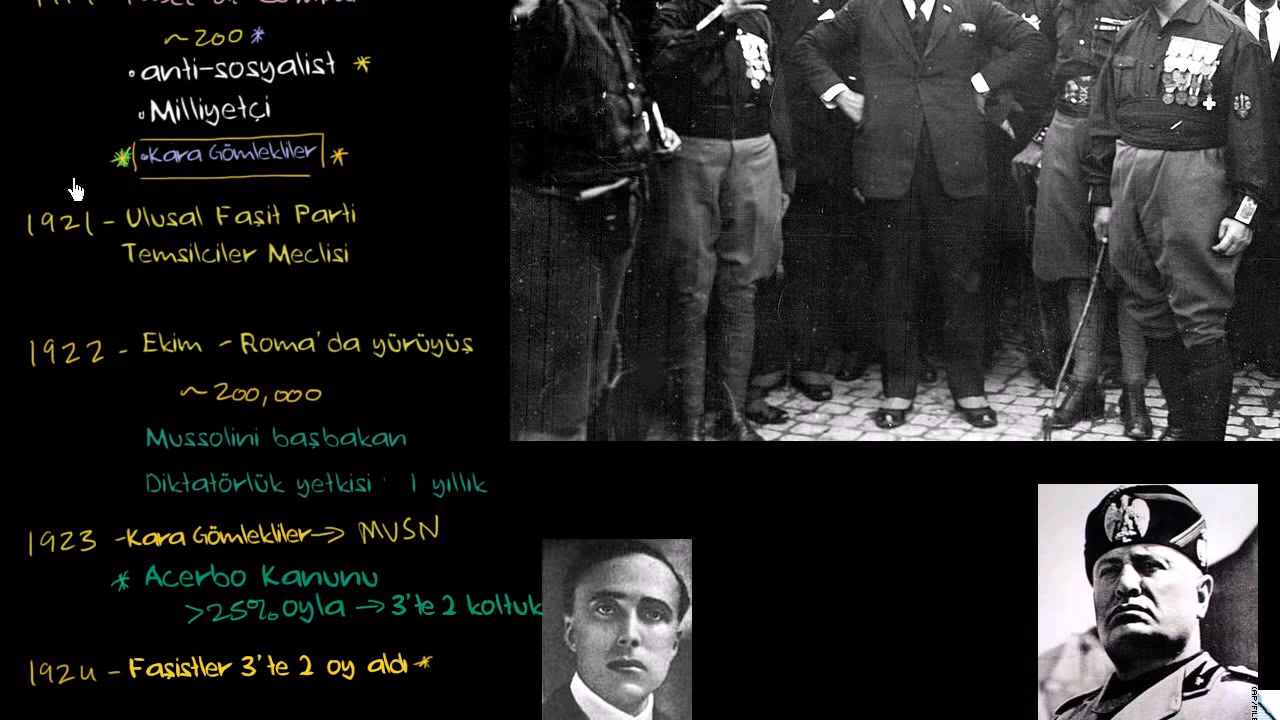 ~200 *
• anti-sosyalist *
• Milliyetçi
* • Kara Gömlekliler *
1921 - Ulusal Faşit Parti
Temsilciler Meclisi
1922 - Ekim - Roma'da yürüyüş
~200,000
Mussolini başbakan
Diktatörlük yetkisi : 1 yıllık
1923 - Kara Gömlekliler → MVSN
* Acerbo Kanunu
>25% oyla → 3'te 2 koltuk
1924 - Faşistler 3'te 2 oy aldı *